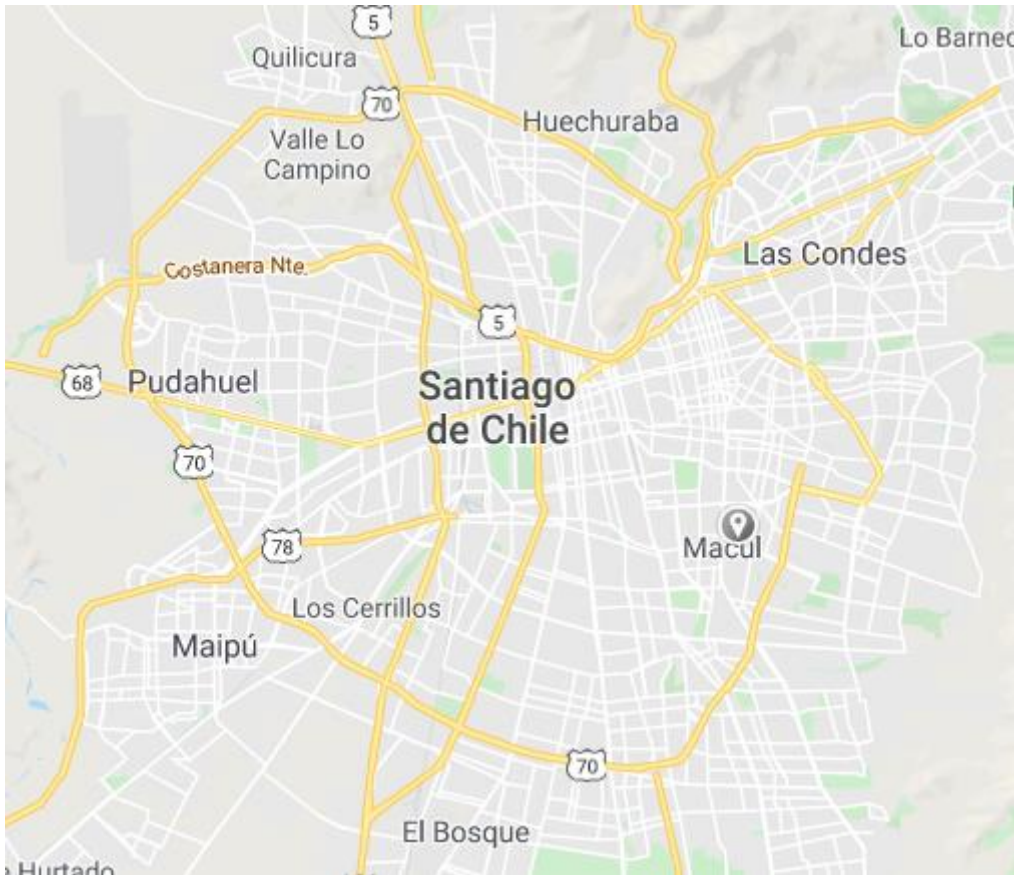 5
Quilicura
Lo Barnec
70
Huechuraba
Valle Lo
Campino
Las Condes
Costanera Nte.
5
68
Pudahuel
Santiago
de Chile
70
78
Macul
Los Cerrillos
Maipú
70
El Bosque
Hurtado